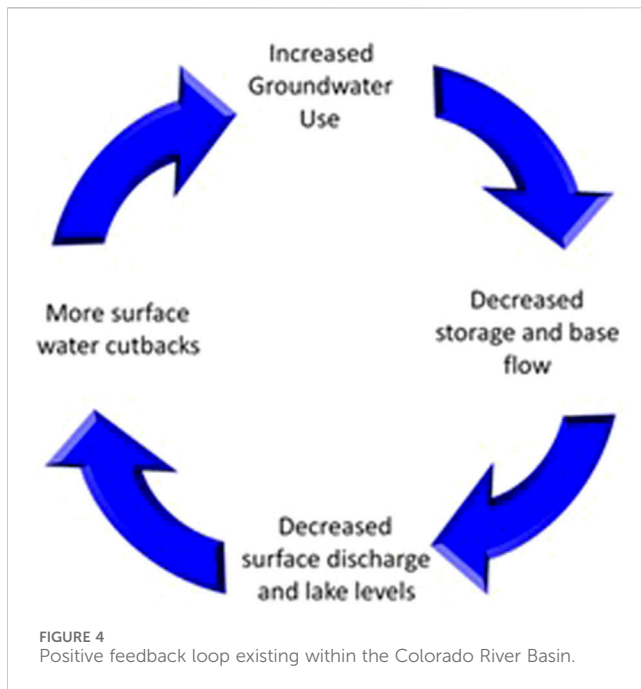 Increased
Groundwater
Use
Decreased
storage and base
flow
Decreased
surface discharge
and lake levels
More surface
water cutbacks
FIGURE 4
Positive feedback loop existing within the Colorado River Basin.